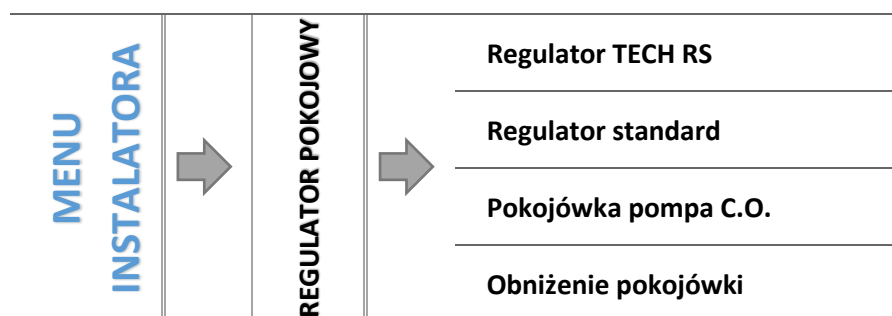 MENU
INSTALATORA
REGULATOR POKOJOWY
Regulator TECH RS
Regulator standard
Pokojówka pompa C.O.
Obniżenie pokojówki